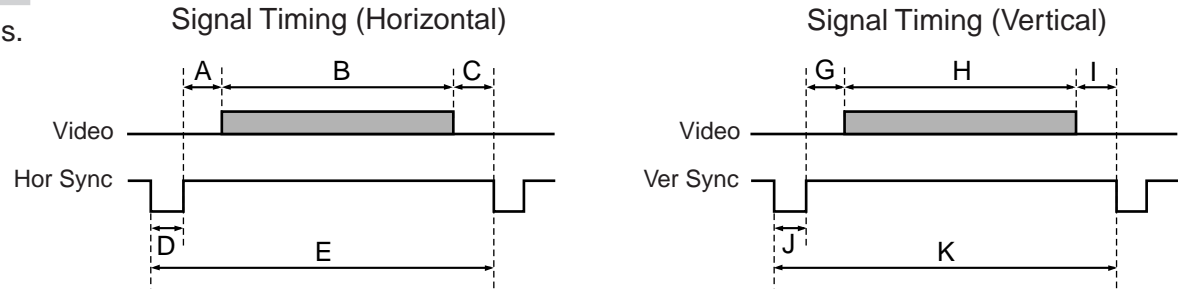 s.
Signal Timing (Horizontal)
A B C
Video
Hor Sync
D
E
Signal Timing (Vertical)
G H I
Video
Ver Sync
J
K